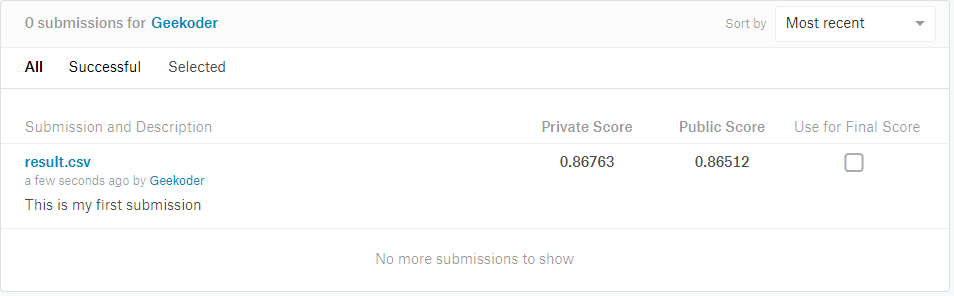 0 submissions for Geekoder
Sort by Most recent
All Successful Selected
Submission and Description Private Score Public Score Use for Final Score
result.csv 0.86763 0.86512
a few seconds ago by Geekoder
This is my first submission
No more submissions to show